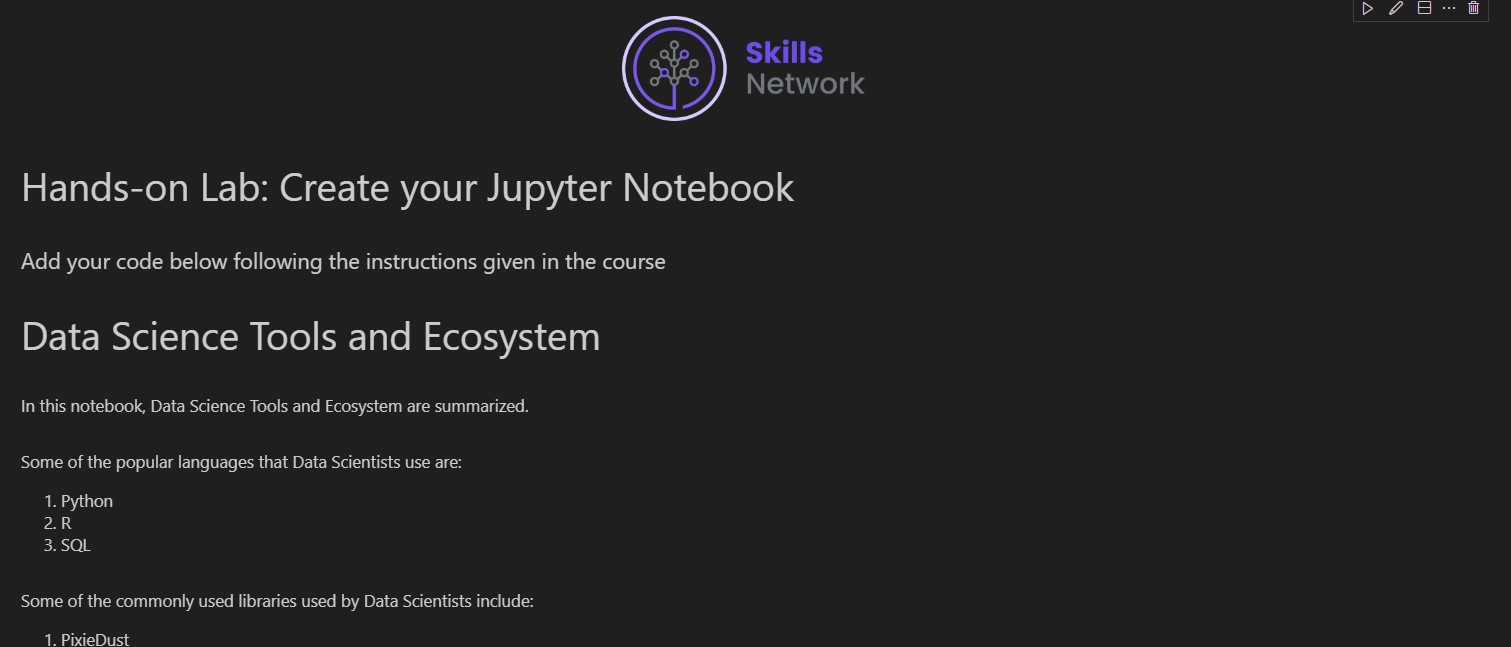 Skills
Network
Hands-on Lab: Create your Jupyter Notebook
Add your code below following the instructions given in the course
Data Science Tools and Ecosystem
In this notebook, Data Science Tools and Ecosystem are summarized.
Some of the popular languages that Data Scientists use are:
1. Python
2. R
3. SQL
Some of the commonly used libraries used by Data Scientists include:
1. PixieDust